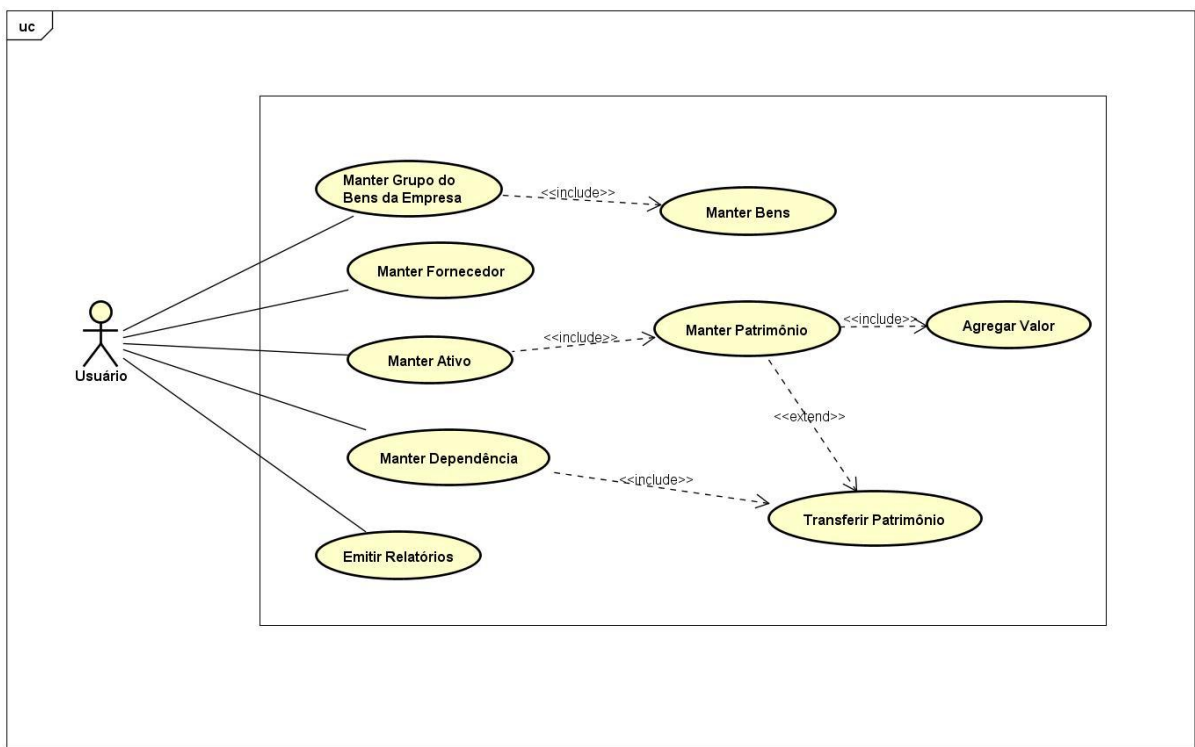 uc
Manter Grupo do
Bens da Empresa
<<include>>
Manter Bens
Manter Fornecedor
Usuário
Manter Ativo
<<include>>
Manter Patrimônio
<<include>>
Agregar Valor
<<extend>>
Manter Dependência
<<include>>
Transferir Patrimônio
Emitir Relatórios